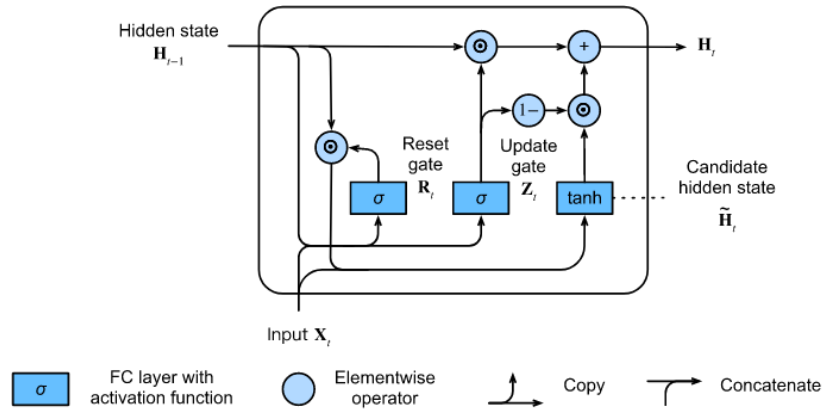 Hidden state
H_{t-1}
⊙
+
H_t
1−
⊙
⊙
Reset
gate
R_t
Update
gate
Z_t
Candidate
hidden state
H̃_t
σ
σ
tanh
Input X_t
σ
FC layer with
activation function
Elementwise
operator
Copy
Concatenate